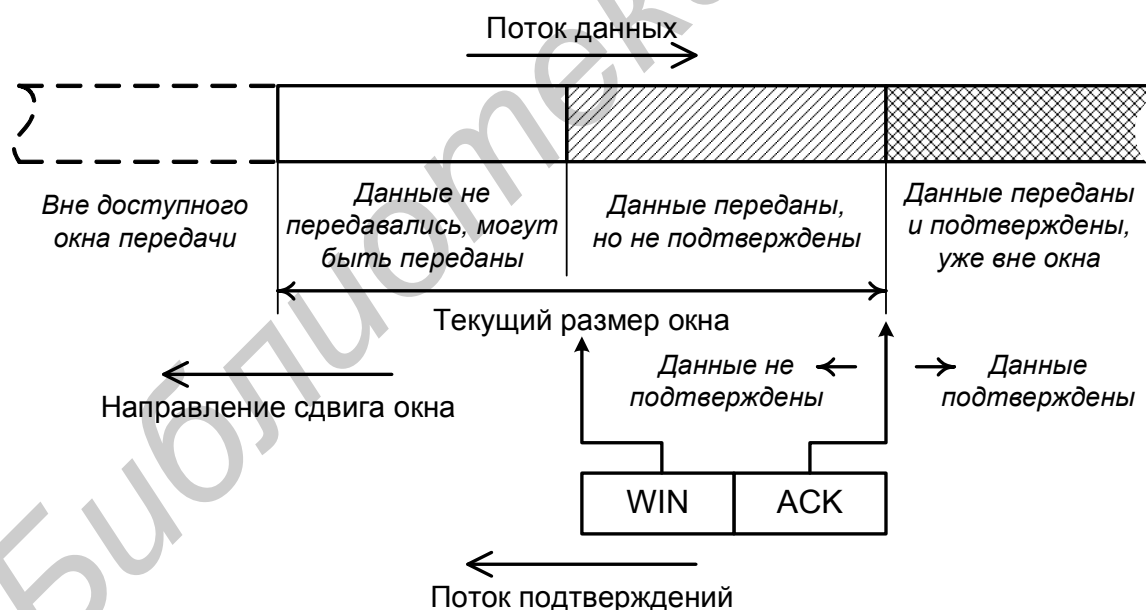 Поток данных
Вне доступного
окна передачи
Данные не
передавались, могут
быть переданы
Данные переданы,
но не подтверждены
Данные переданы
и подтверждены,
уже вне окна
Текущий размер окна
Данные не
подтверждены
Данные
подтверждены
Направление сдвига окна
WIN
ACK
Поток подтверждений
Библиотека